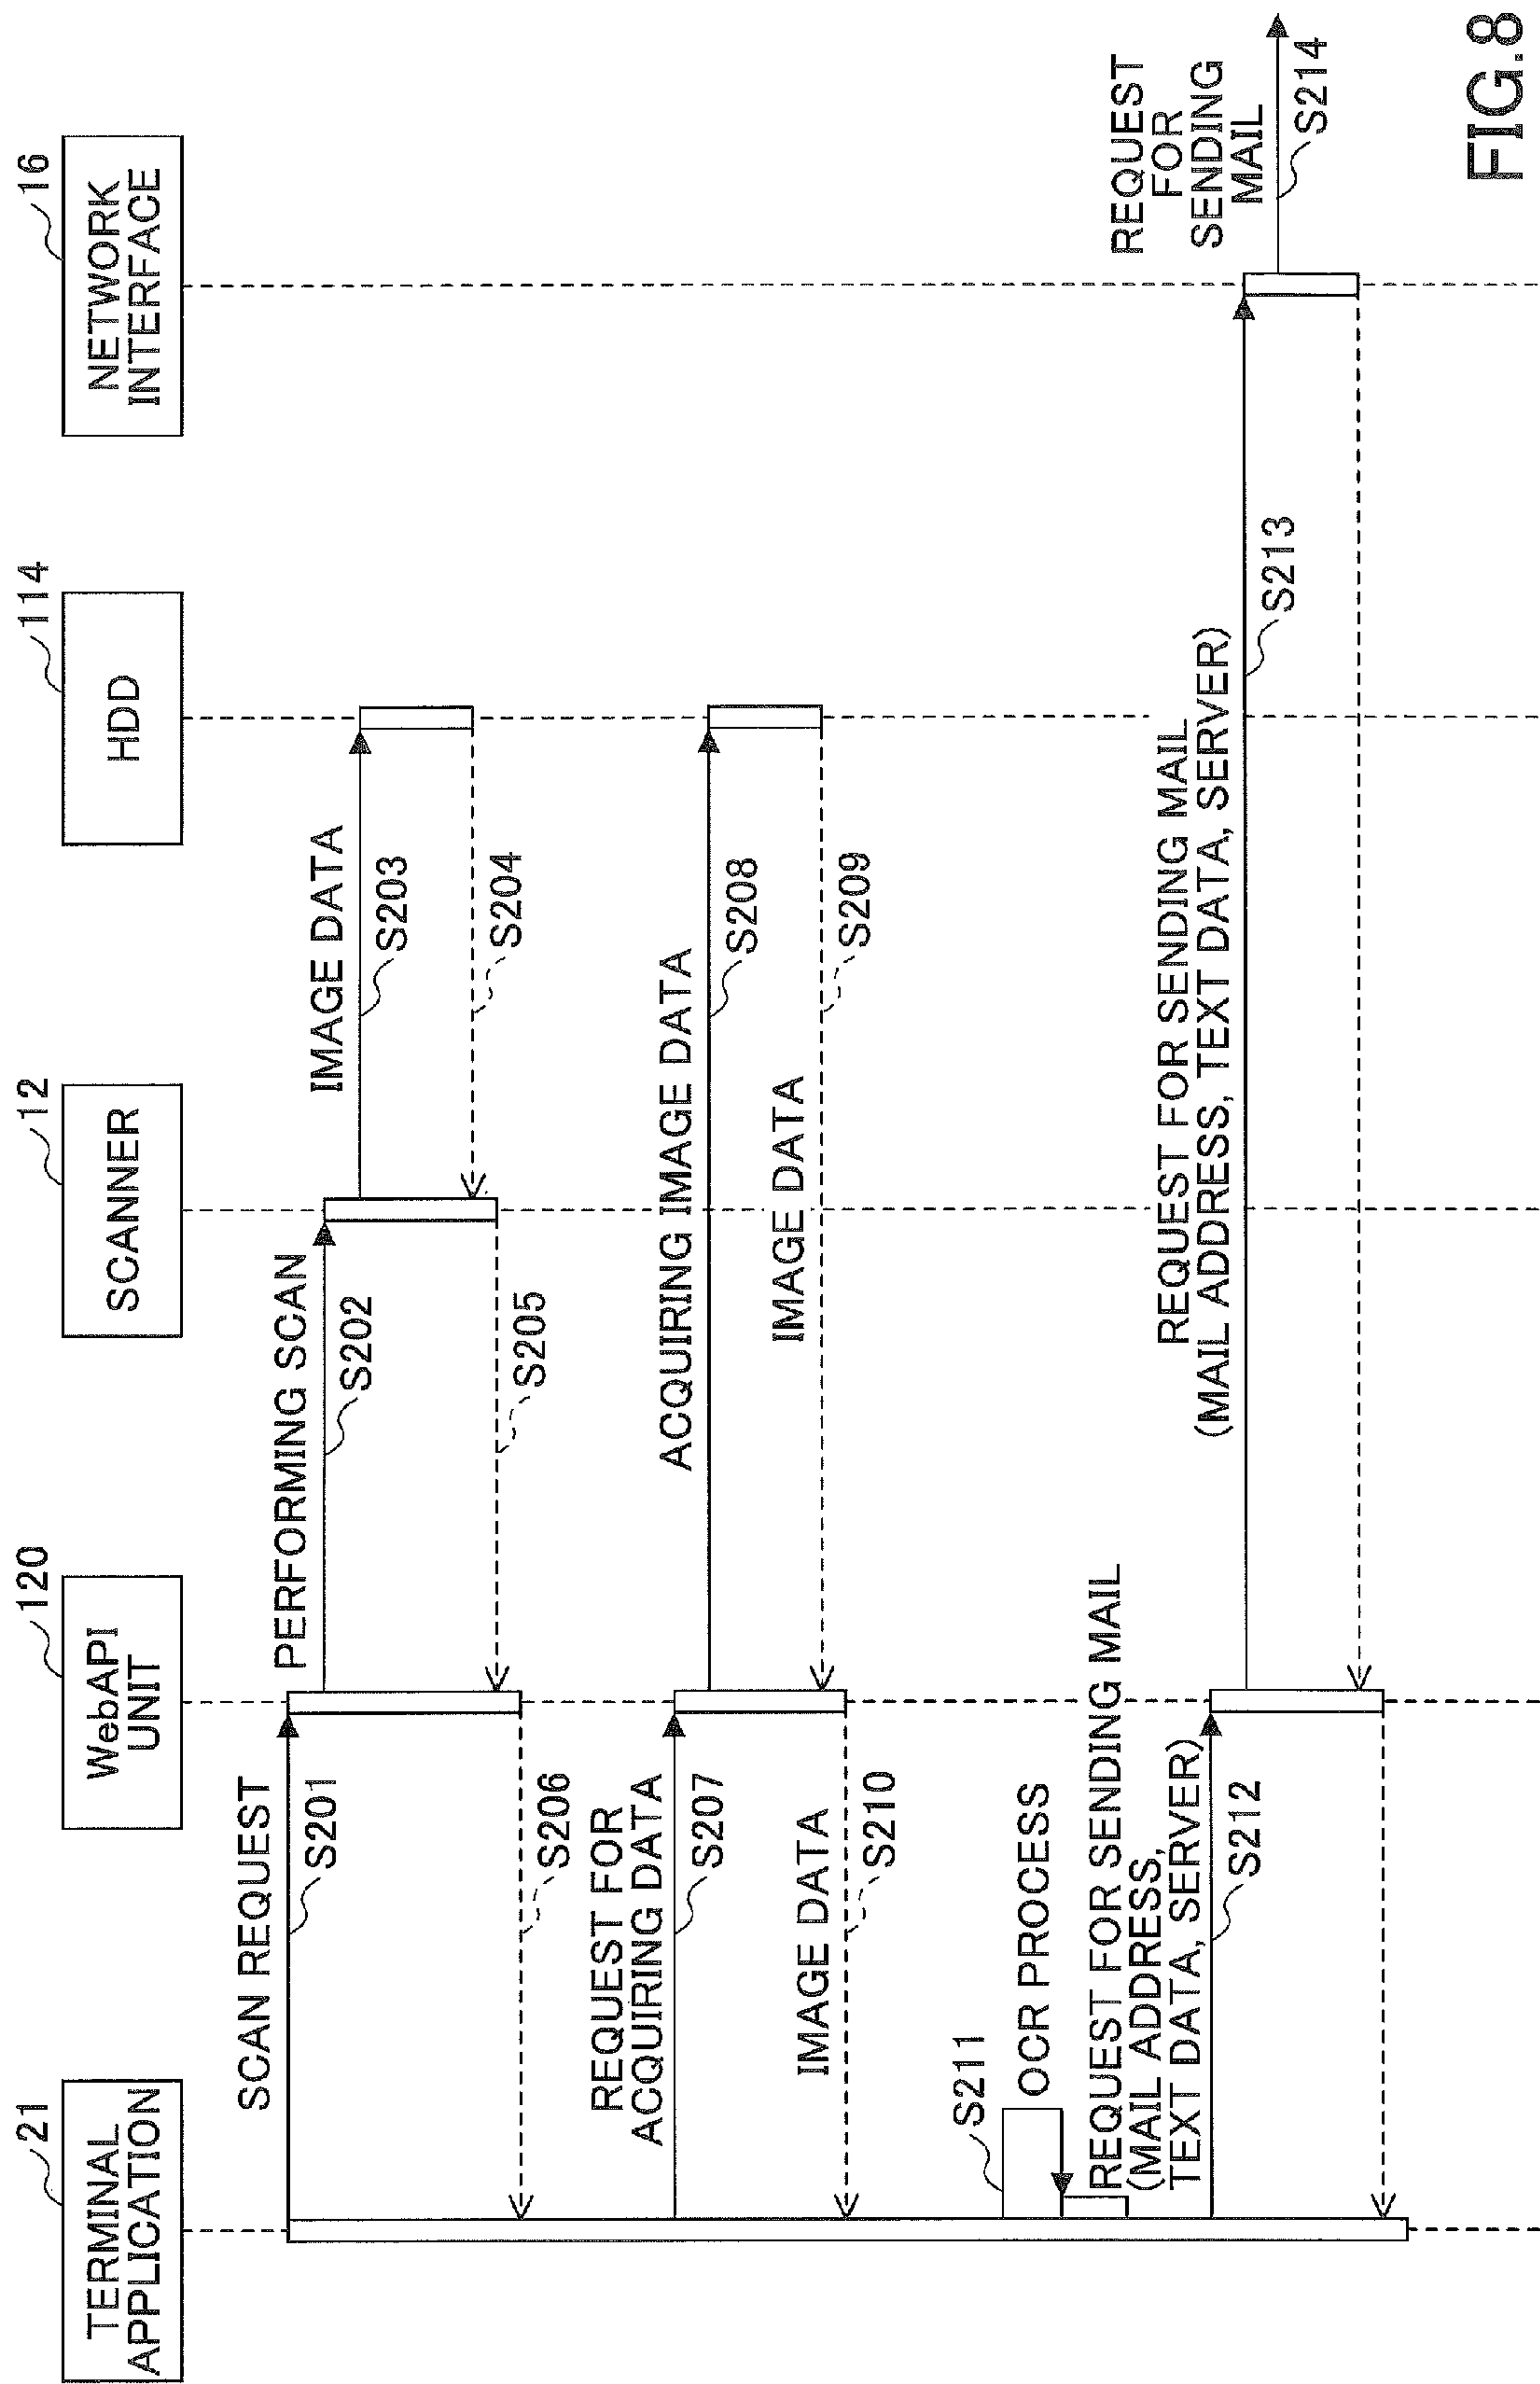 21
TERMINAL
APPLICATION
120
WebAPI
UNIT
12
SCANNER
114
HDD
16
NETWORK
INTERFACE
SCAN REQUEST
S201
PERFORMING SCAN
S202
IMAGE DATA
S203
S204
S205
S206
REQUEST FOR
ACQUIRING DATA
S207
ACQUIRING IMAGE DATA
S208
IMAGE DATA
S209
IMAGE DATA
S210
S211
OCR PROCESS
REQUEST FOR SENDING MAIL
(MAIL ADDRESS,
TEXT DATA, SERVER)
S212
REQUEST FOR SENDING MAIL
(MAIL ADDRESS, TEXT DATA, SERVER)
S213
REQUEST
FOR
SENDING
MAIL
S214
FIG.8